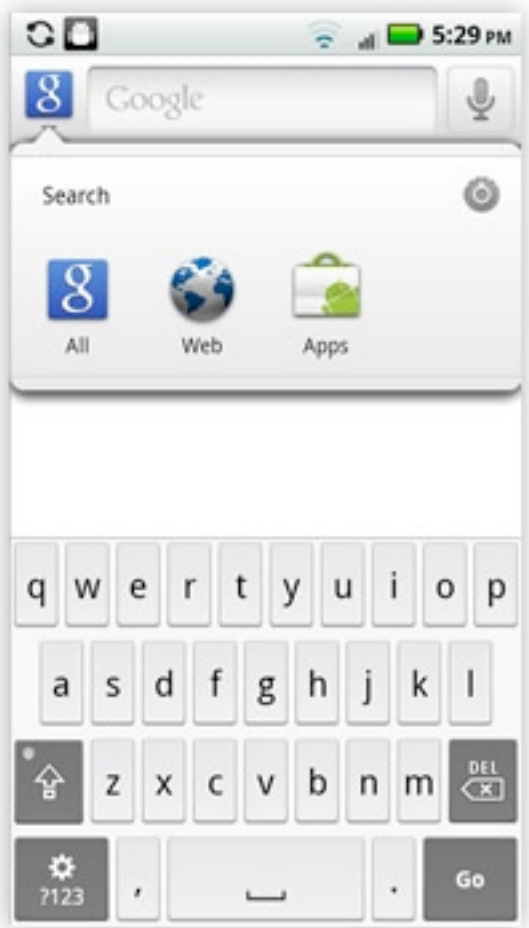 5:29 PM
g Google
Search
g
All Web Apps
q w e r t y u i o p
a s d f g h j k l
z x c v b n m DEL
?123 , . Go